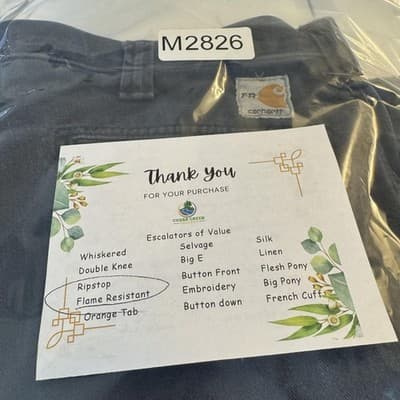 M2826
FR
carhartt
Thank You
FOR YOUR PURCHASE
Escalators of Value
Whiskered
Double Knee
Ripstop
Flame Resistant
Orange Tab
Selvage
Big E
Button Front
Embroidery
Button down
Silk
Linen
Flesh Pony
Big Pony
French Cuff